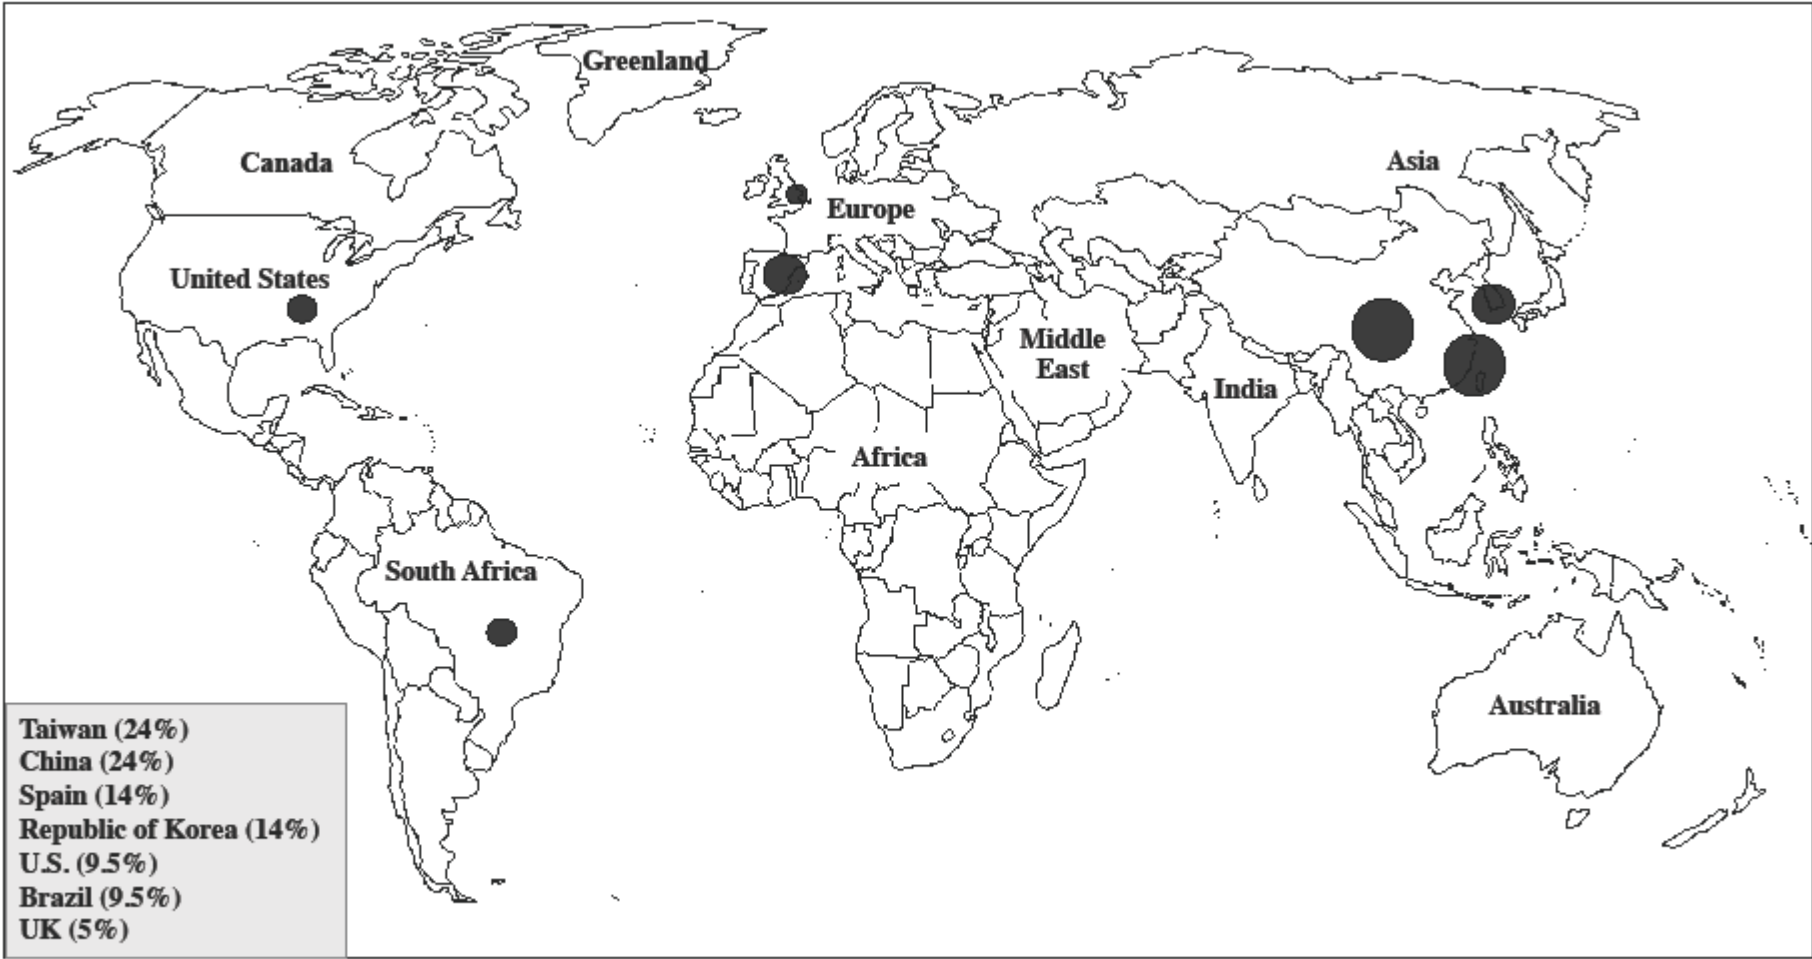 Greenland
Canada
Asia
Europe
United States
Middle
East
India
Africa
South Africa
Australia
Taiwan (24%)
China (24%)
Spain (14%)
Republic of Korea (14%)
U.S. (9.5%)
Brazil (9.5%)
UK (5%)